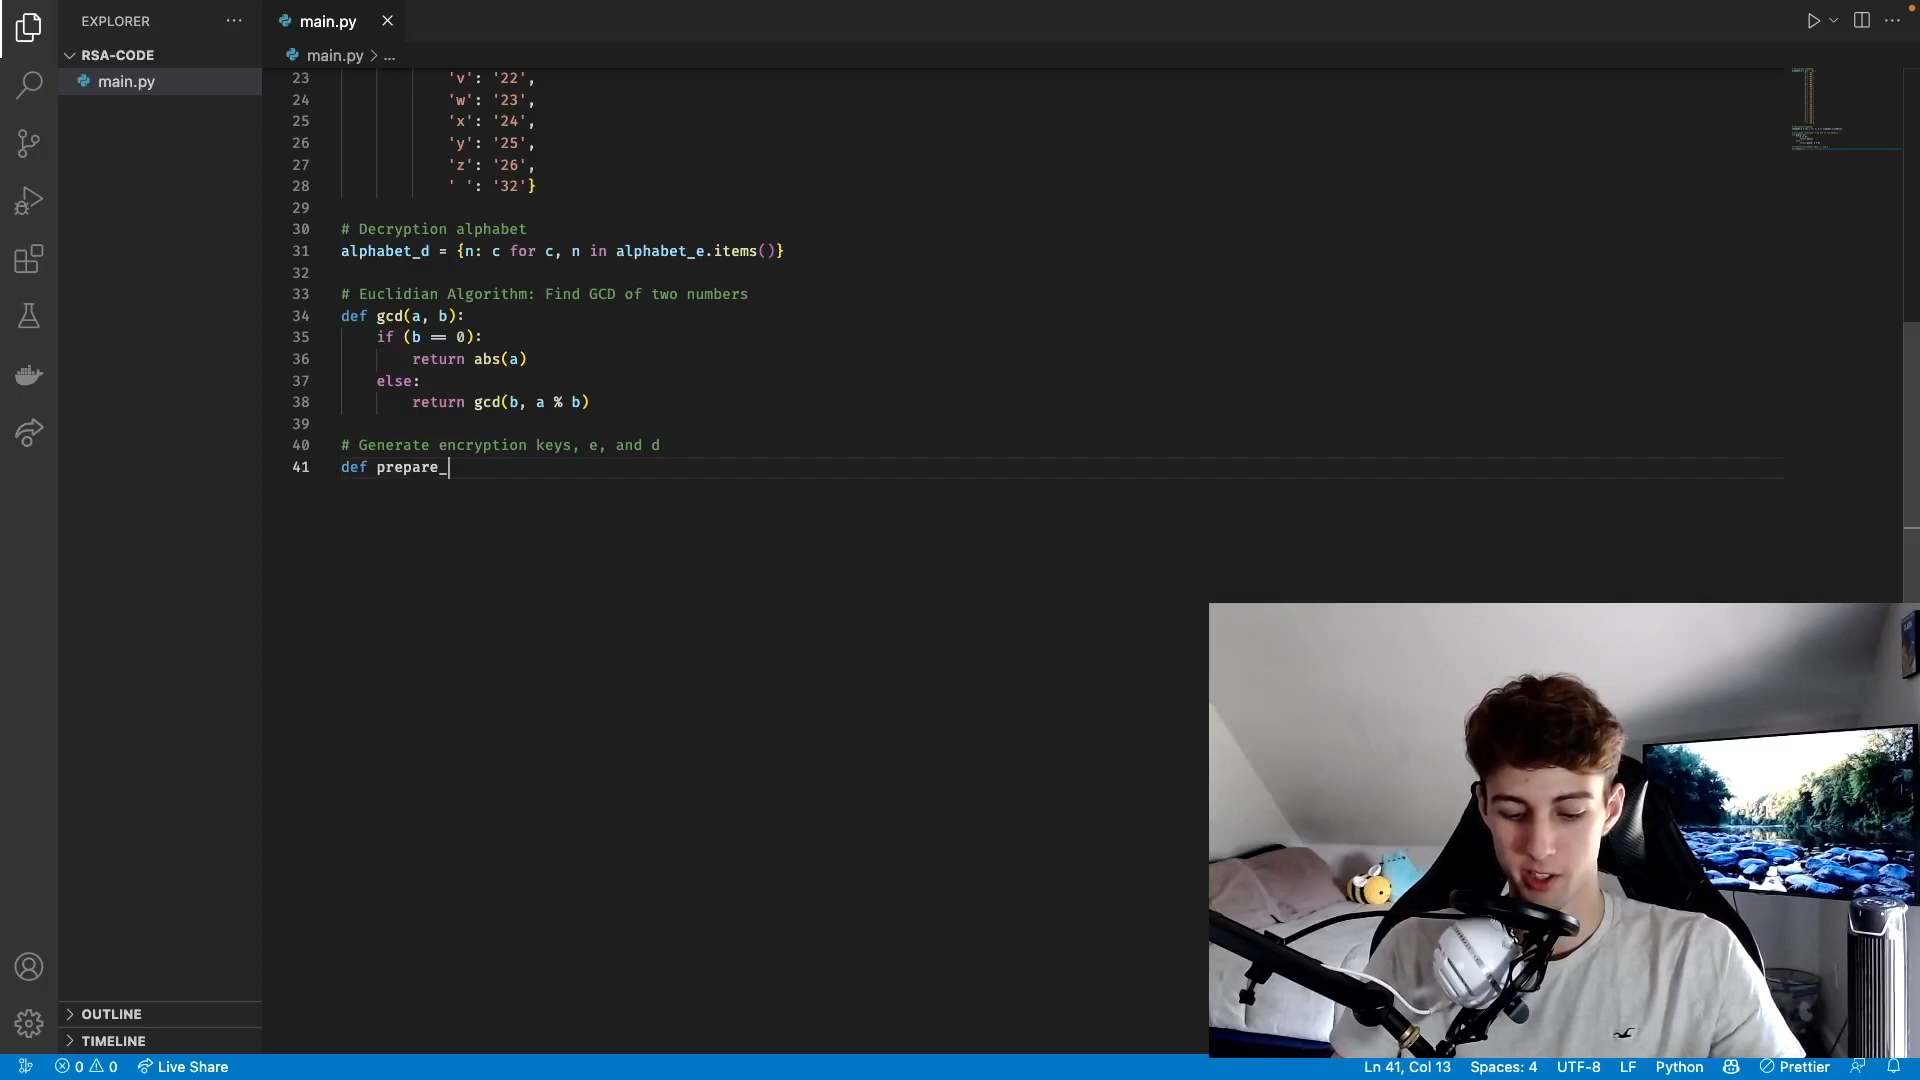 EXPLORER
main.py
RSA-CODE
main.py > ...
main.py
23 'v': '22',
24 'w': '23',
25 'x': '24',
26 'y': '25',
27 'z': '26',
28 ' ': '32'}
29
30 # Decryption alphabet
31 alphabet_d = {n: c for c, n in alphabet_e.items()}
32
33 # Euclidian Algorithm: Find GCD of two numbers
34 def gcd(a, b):
35 if (b == 0):
36 return abs(a)
37 else:
38 return gcd(b, a % b)
39
40 # Generate encryption keys, e, and d
41 def prepare_
OUTLINE
TIMELINE
0 0 Live Share Ln 41, Col 13 Spaces: 4 UTF-8 LF Python Prettier